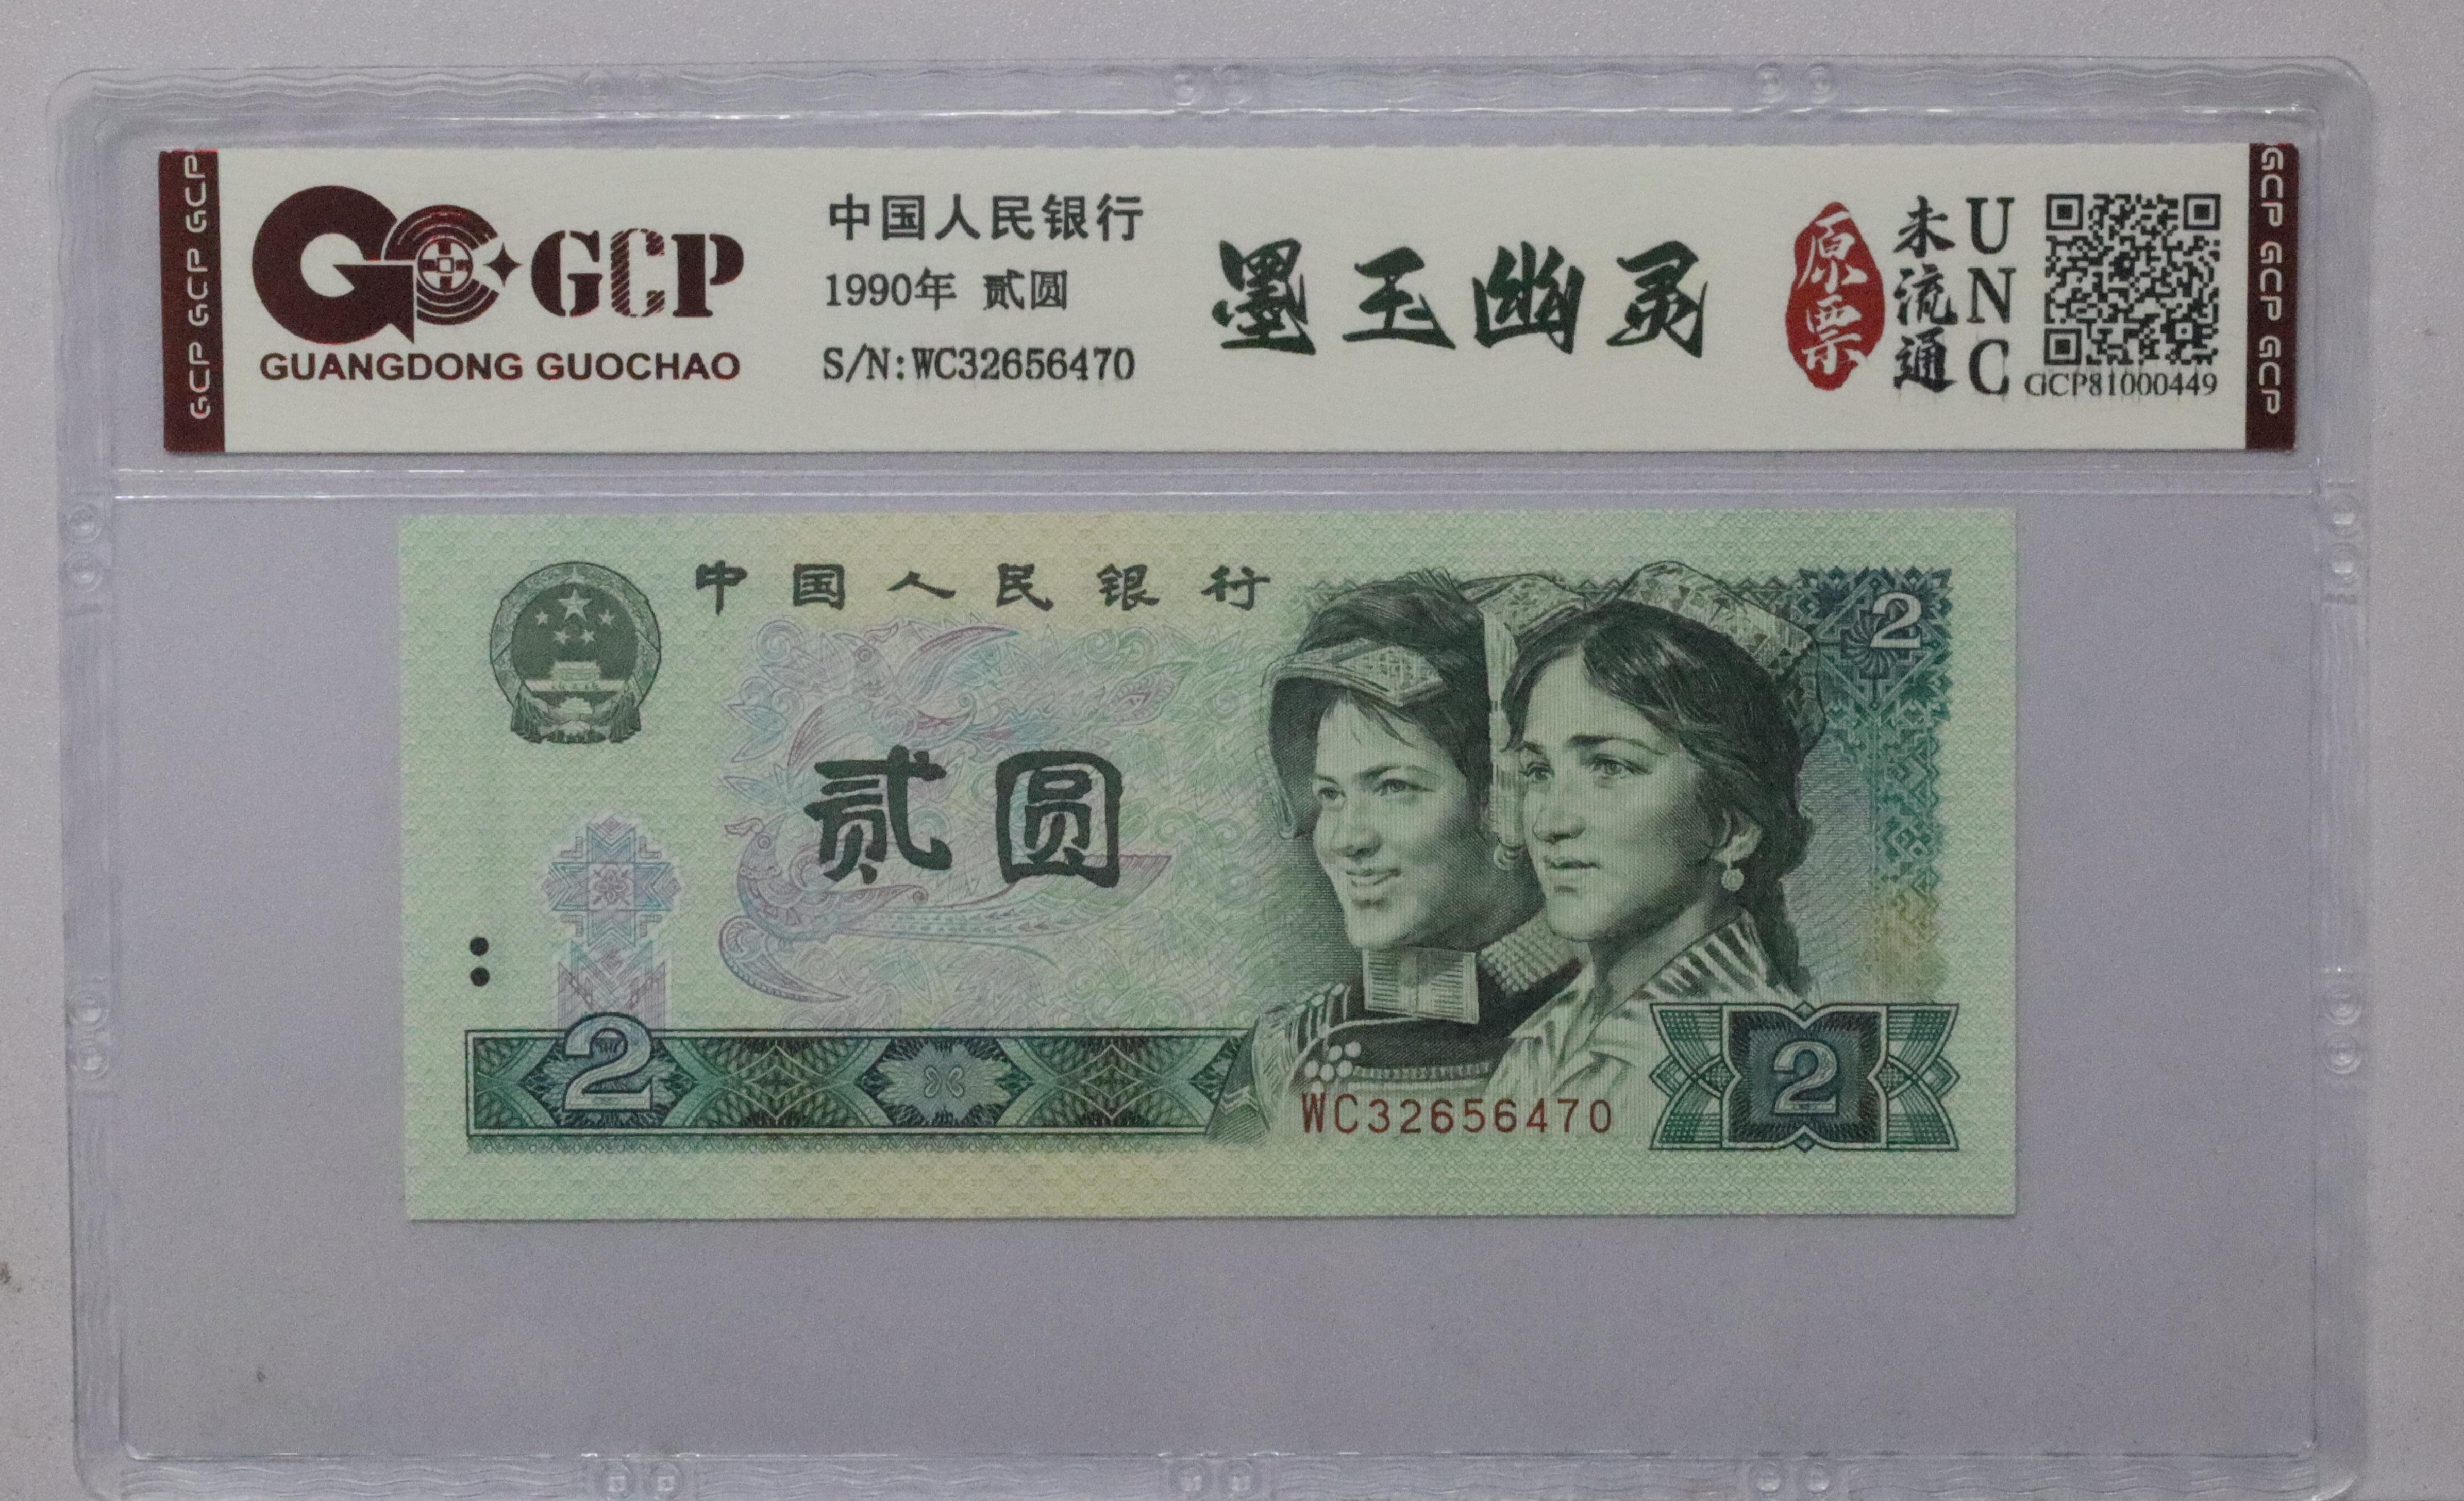 GCP GCP GCP
GCP
GUANGDONG GUOCHAO
中国人民银行
1990年 贰圆
S/N:WC32656470
墨玉幽灵
原票
未流通
UNC
GCP81000449
GCP GCP GCP
中国人民银行
2
贰圆
2
WC32656470
2